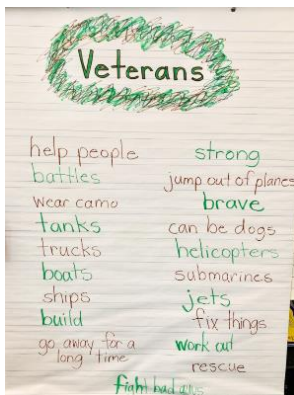 Veterans
help people
battles
wear camo
tanks
trucks
boats
ships
build
go away for a
long time
strong
jump out of planes
brave
can be dogs
helicopters
submarines
jets
fix things
work out
rescue
fight bad